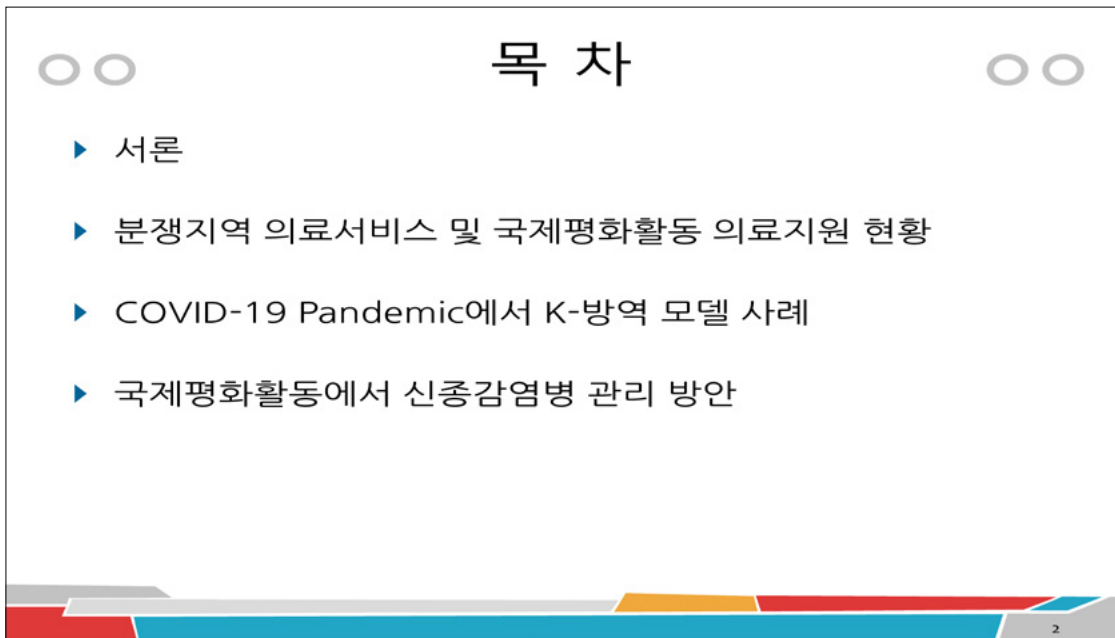 목 차
서론
분쟁지역 의료서비스 및 국제평화활동 의료지원 현황
COVID-19 Pandemic에서 K-방역 모델 사례
국제평화활동에서 신종감염병 관리 방안
2